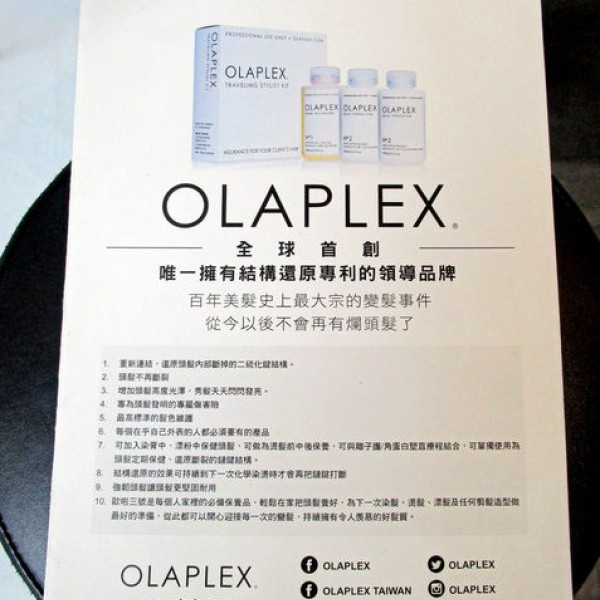 PROFESSIONAL USE ONLY • OLAPLEX.COM
OLAPLEX
OLAPLEX.
TRAVELING STYLIST KIT
INSURANCE FOR YOUR CLIENT'S HAIR
OLAPLEX.
Nº1
OLAPLEX.
Nº2
OLAPLEX.
Nº2
OLAPLEX®
全球首創
唯一擁有結構還原專利的領導品牌
百年美髮史上最大宗的變髮事件
從今以後不會再有爛頭髮了
1. 重新連結，還原頭髮內部斷掉的二硫化鍵結構。
2. 頭髮不再斷裂
3. 增加頭髮亮度光澤，秀髮天天閃閃發亮。
4. 專為頭髮發明的專屬傷害險
5. 最高標準的髮色維護
6. 每個在乎自己外表的人都必須要有的產品
7. 可加入染膏中、漂粉中保健頭髮，可做為燙髮前中後保養，可與離子護/角蛋白塑直療程結合，可單獨使用為
頭髮定期保健、還原斷裂的鏈鍵結構。
8. 結構還原的效果可持續到下一次化學染燙時才會再把鏈鍵打斷
9. 強韌頭髮讓頭髮更堅固耐用
10. 歐啦三號是每個人家裡的必備保養品，輕鬆在家把頭髮養好，為下一次染髮、燙髮、漂髮及任何剪髮造型做
最好的準備，從此都可以開心迎接每一次的變髮，持續擁有令人羨慕的好髮質。
OLAPLEX.
OLAPLEX
OLAPLEX
OLAPLEX TAIWAN
OLAPLEX